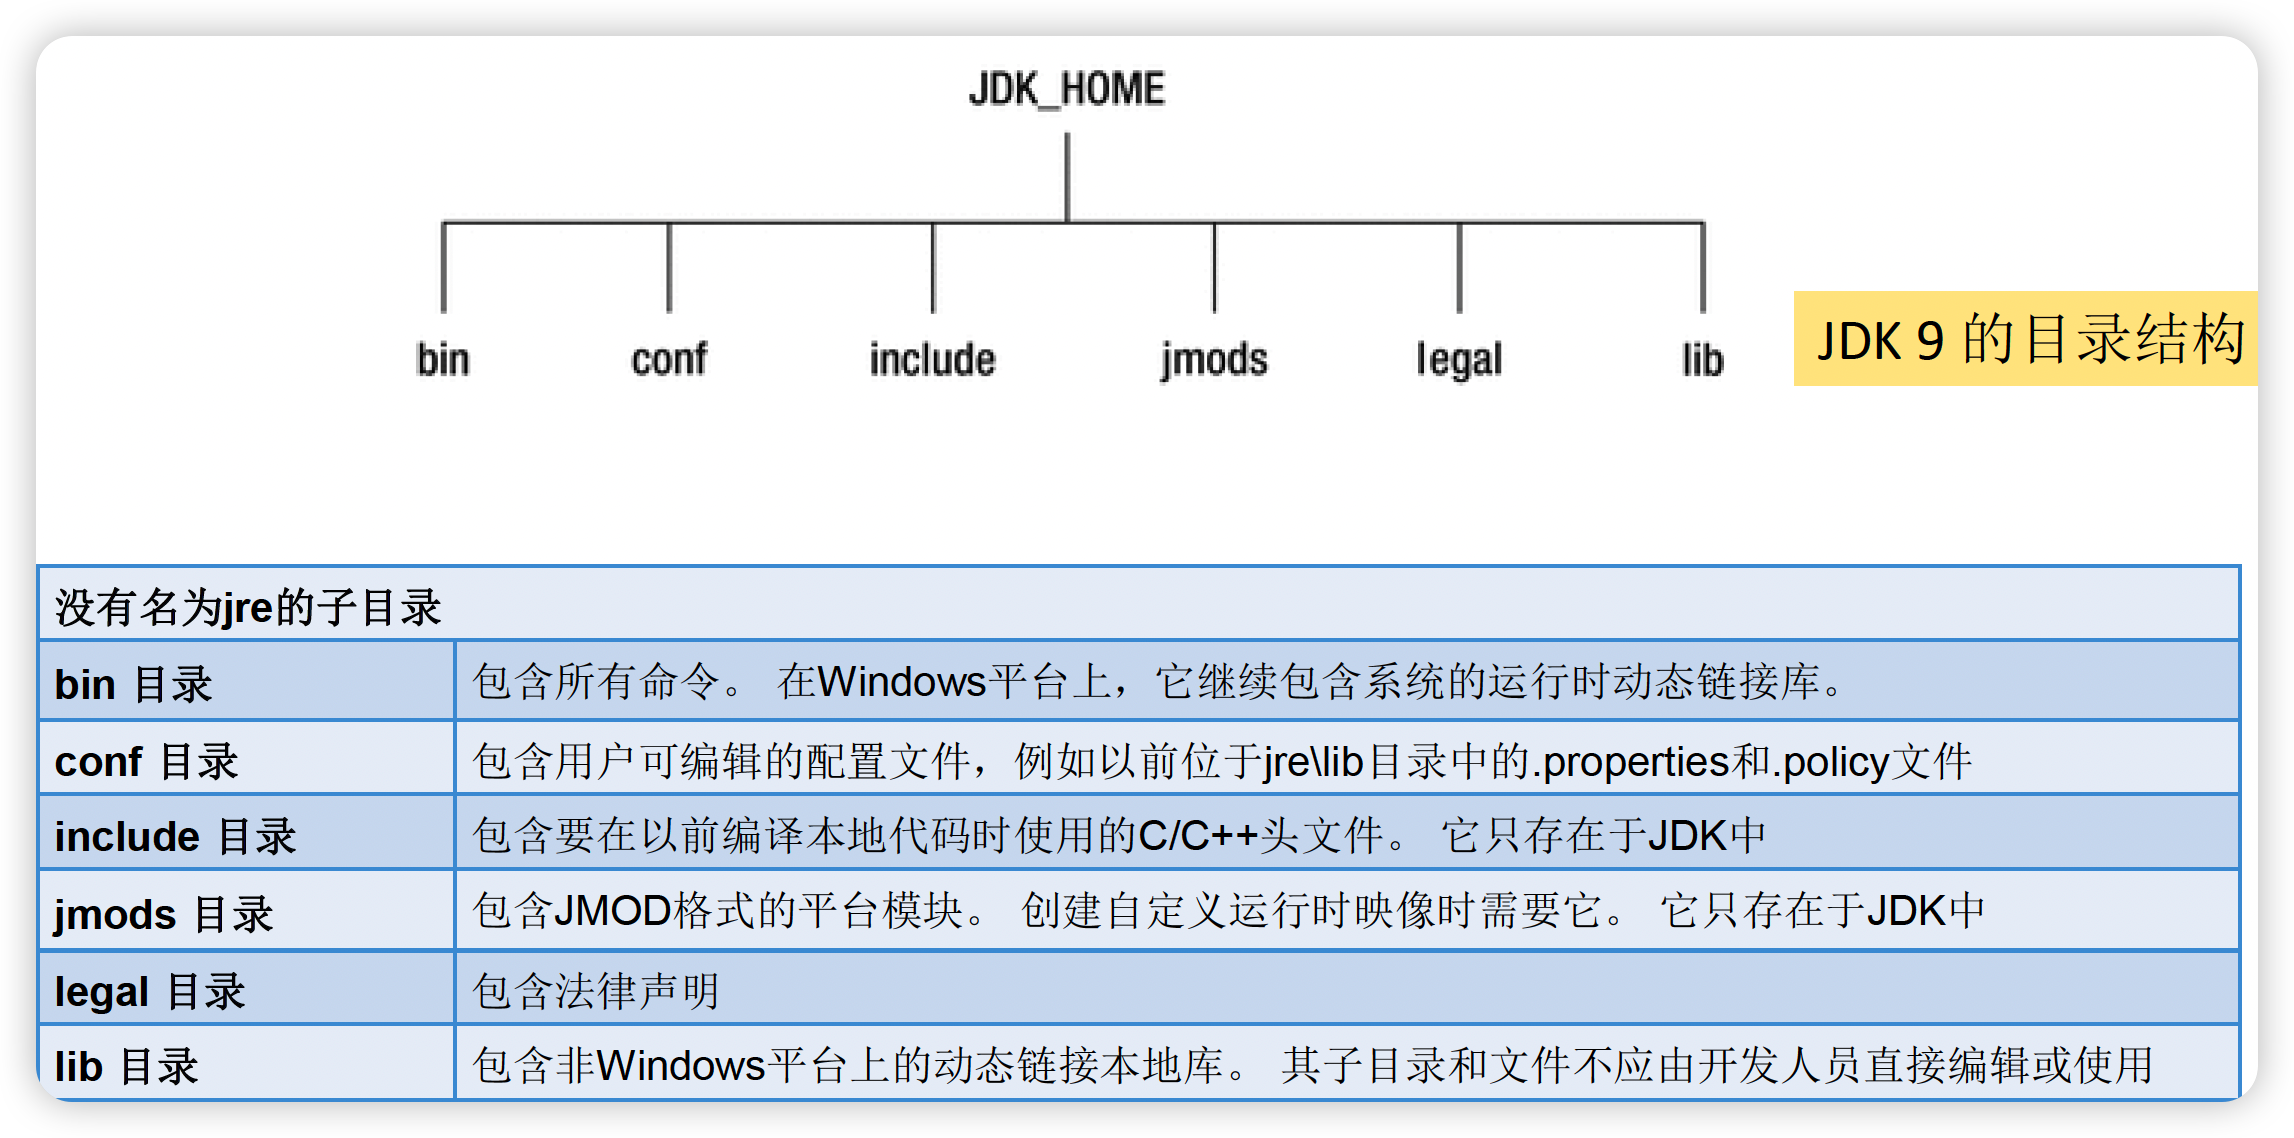 JDK_HOME
bin conf include jmods legal lib
JDK 9 的目录结构
没有名为jre的子目录
bin 目录 包含所有命令。 在Windows平台上，它继续包含系统的运行时动态链接库。
conf 目录 包含用户可编辑的配置文件，例如以前位于jre\lib目录中的.properties和.policy文件
include 目录 包含要在以前编译本地代码时使用的C/C++头文件。 它只存在于JDK中
jmods 目录 包含JMOD格式的平台模块。 创建自定义运行时映像时需要它。 它只存在于JDK中
legal 目录 包含法律声明
lib 目录 包含非Windows平台上的动态链接本地库。 其子目录和文件不应由开发人员直接编辑或使用